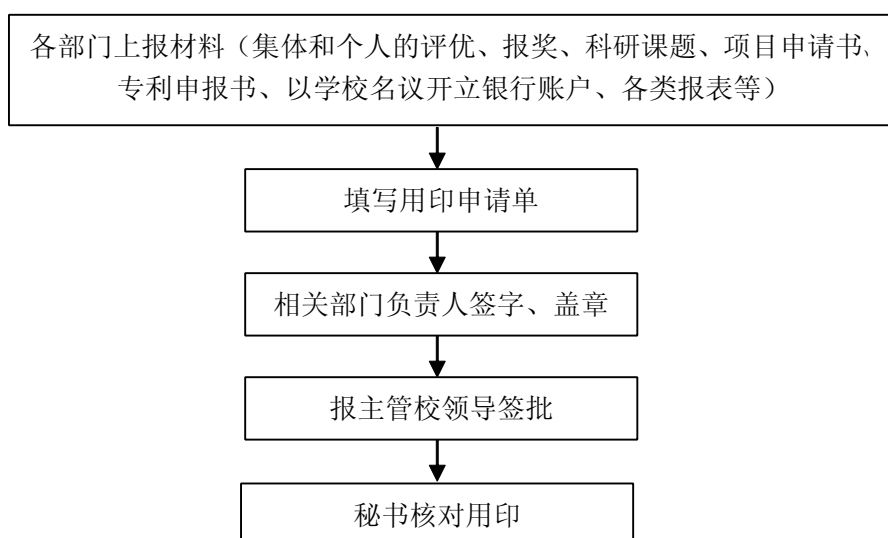 各部门上报材料（集体和个人的评优、报奖、科研课题、项目申请书、
专利申报书、以学校名议开立银行账户、各类报表等）
填写用印申请单
相关部门负责人签字、盖章
报主管校领导签批
秘书核对用印